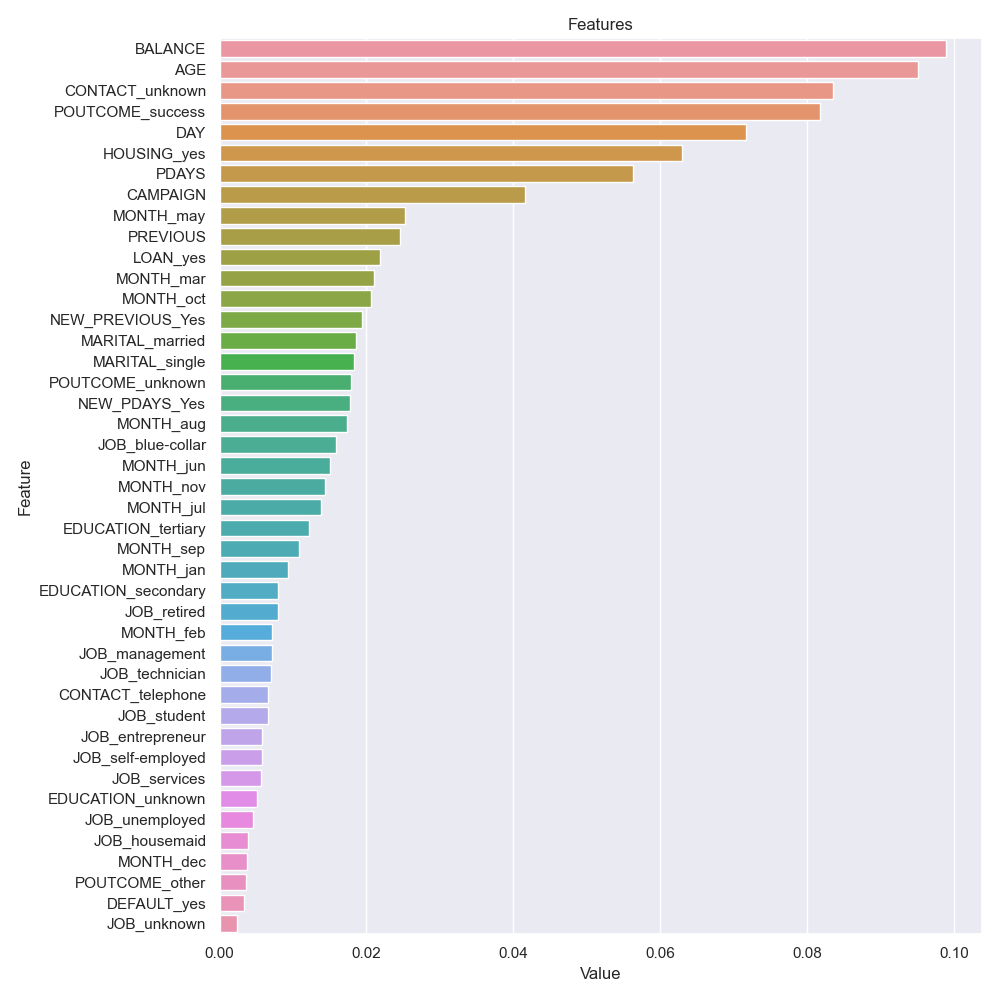 Features
BALANCE
AGE
CONTACT_unknown
POUTCOME_success
DAY
HOUSING_yes
PDAYS
CAMPAIGN
MONTH_may
PREVIOUS
LOAN_yes
MONTH_mar
MONTH_oct
NEW_PREVIOUS_Yes
MARITAL_married
MARITAL_single
POUTCOME_unknown
NEW_PDAYS_Yes
MONTH_aug
JOB_blue-collar
MONTH_jun
MONTH_nov
MONTH_jul
EDUCATION_tertiary
MONTH_sep
MONTH_jan
EDUCATION_secondary
JOB_retired
MONTH_feb
JOB_management
JOB_technician
CONTACT_telephone
JOB_student
JOB_entrepreneur
JOB_self-employed
JOB_services
EDUCATION_unknown
JOB_unemployed
JOB_housemaid
MONTH_dec
POUTCOME_other
DEFAULT_yes
JOB_unknown
Feature
0.00 0.02 0.04 0.06 0.08 0.10
Value